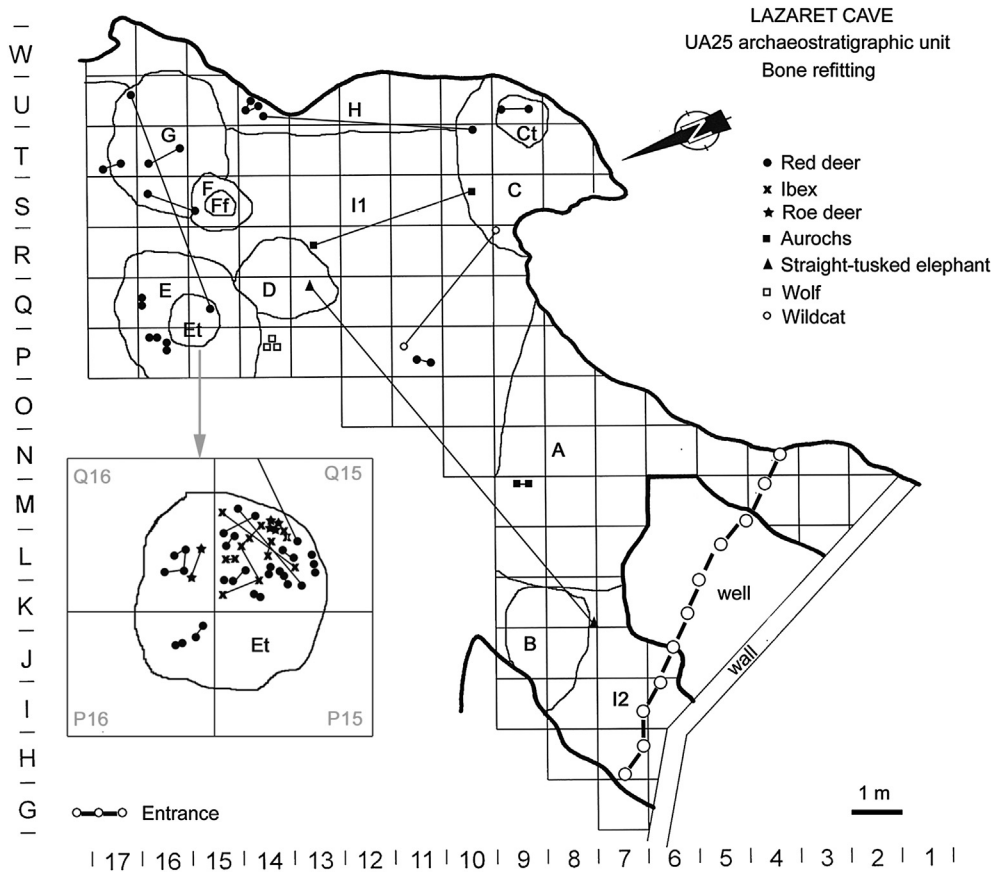 LAZARET CAVE
UA25 archaeostratigraphic unit
Bone refitting
N
Red deer
Ibex
Roe deer
Aurochs
Straight-tusked elephant
Wolf
Wildcat
W
U
T
S
R
Q
P
O
N
M
L
K
J
I
H
G
H
G
Ct
F
Ff
I1
C
E
D
Et
A
Q16
Q15
Et
P16
P15
B
I2
well
wall
Entrance
1 m
17 16 15 14 13 12 11 10 9 8 7 6 5 4 3 2 1